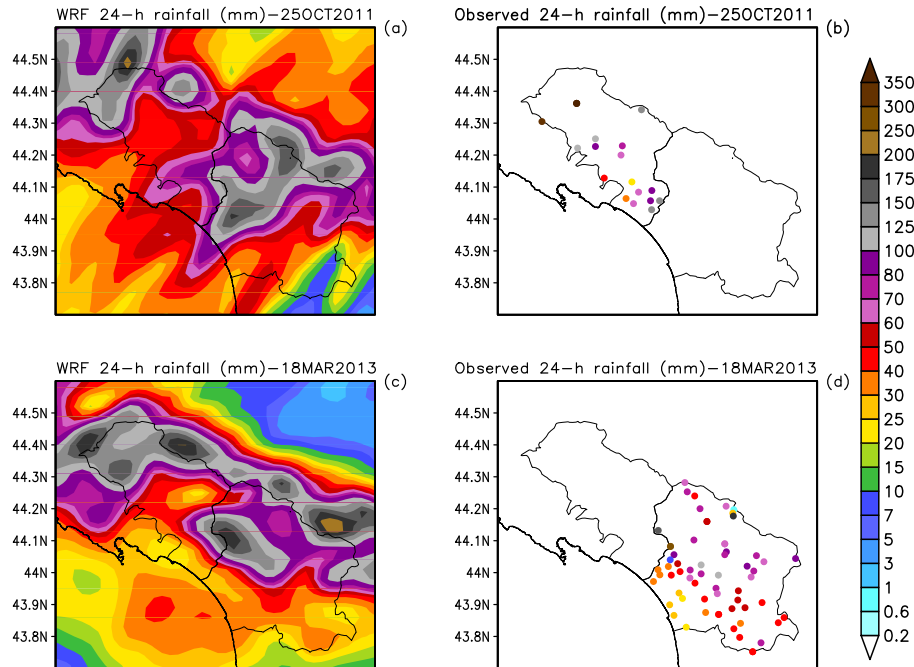 WRF 24-h rainfall (mm)-25OCT2011
(a)
44.5N
44.4N
44.3N
44.2N
44.1N
44N
43.9N
43.8N
Observed 24-h rainfall (mm)-25OCT2011
(b)
WRF 24-h rainfall (mm)-18MAR2013
(c)
44.5N
44.4N
44.3N
44.2N
44.1N
44N
43.9N
43.8N
Observed 24-h rainfall (mm)-18MAR2013
(d)
44.5N
44.4N
44.3N
44.2N
44.1N
44N
43.9N
43.8N
44.5N
44.4N
44.3N
44.2N
44.1N
44N
43.9N
43.8N
350
300
200
175
150
125
100
80
70
60
50
40
30
20
15
10
7
5
3
1
0.6
0.2